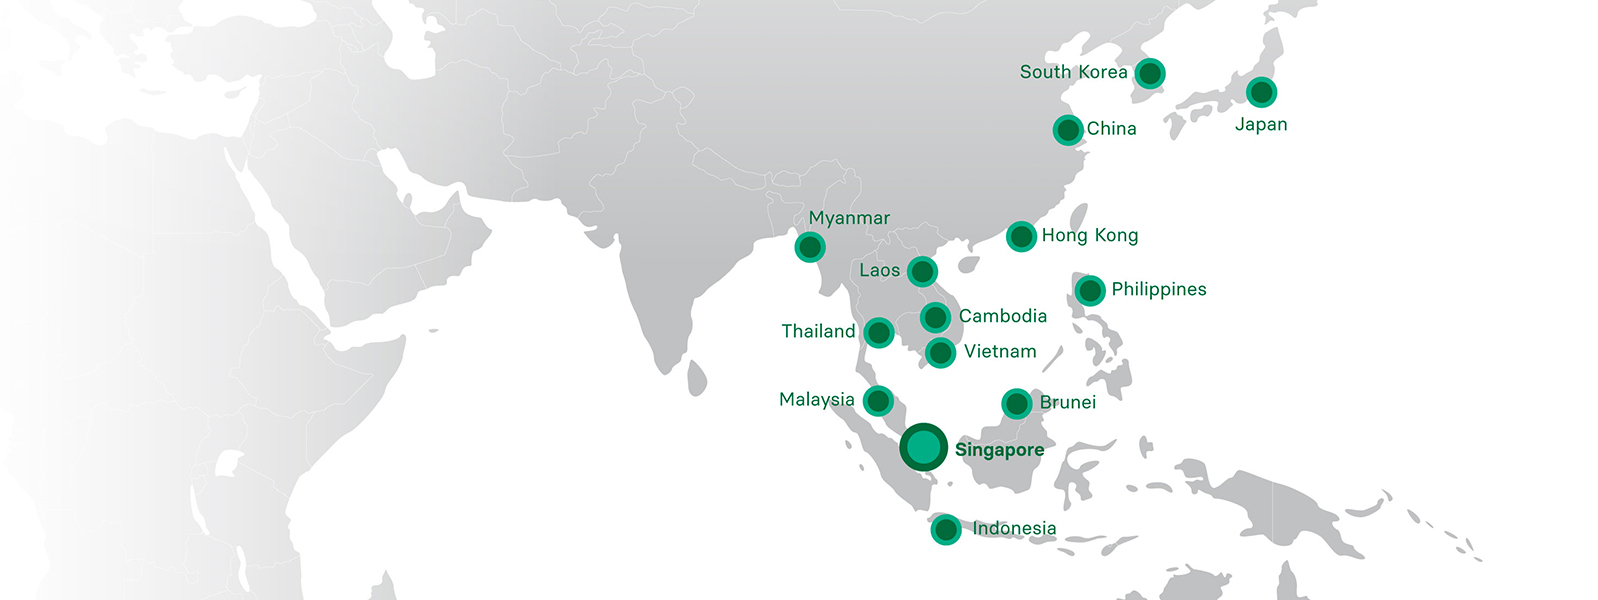 South Korea
Japan
China
Myanmar
Hong Kong
Laos
Philippines
Cambodia
Thailand
Vietnam
Malaysia
Brunei
Singapore
Indonesia